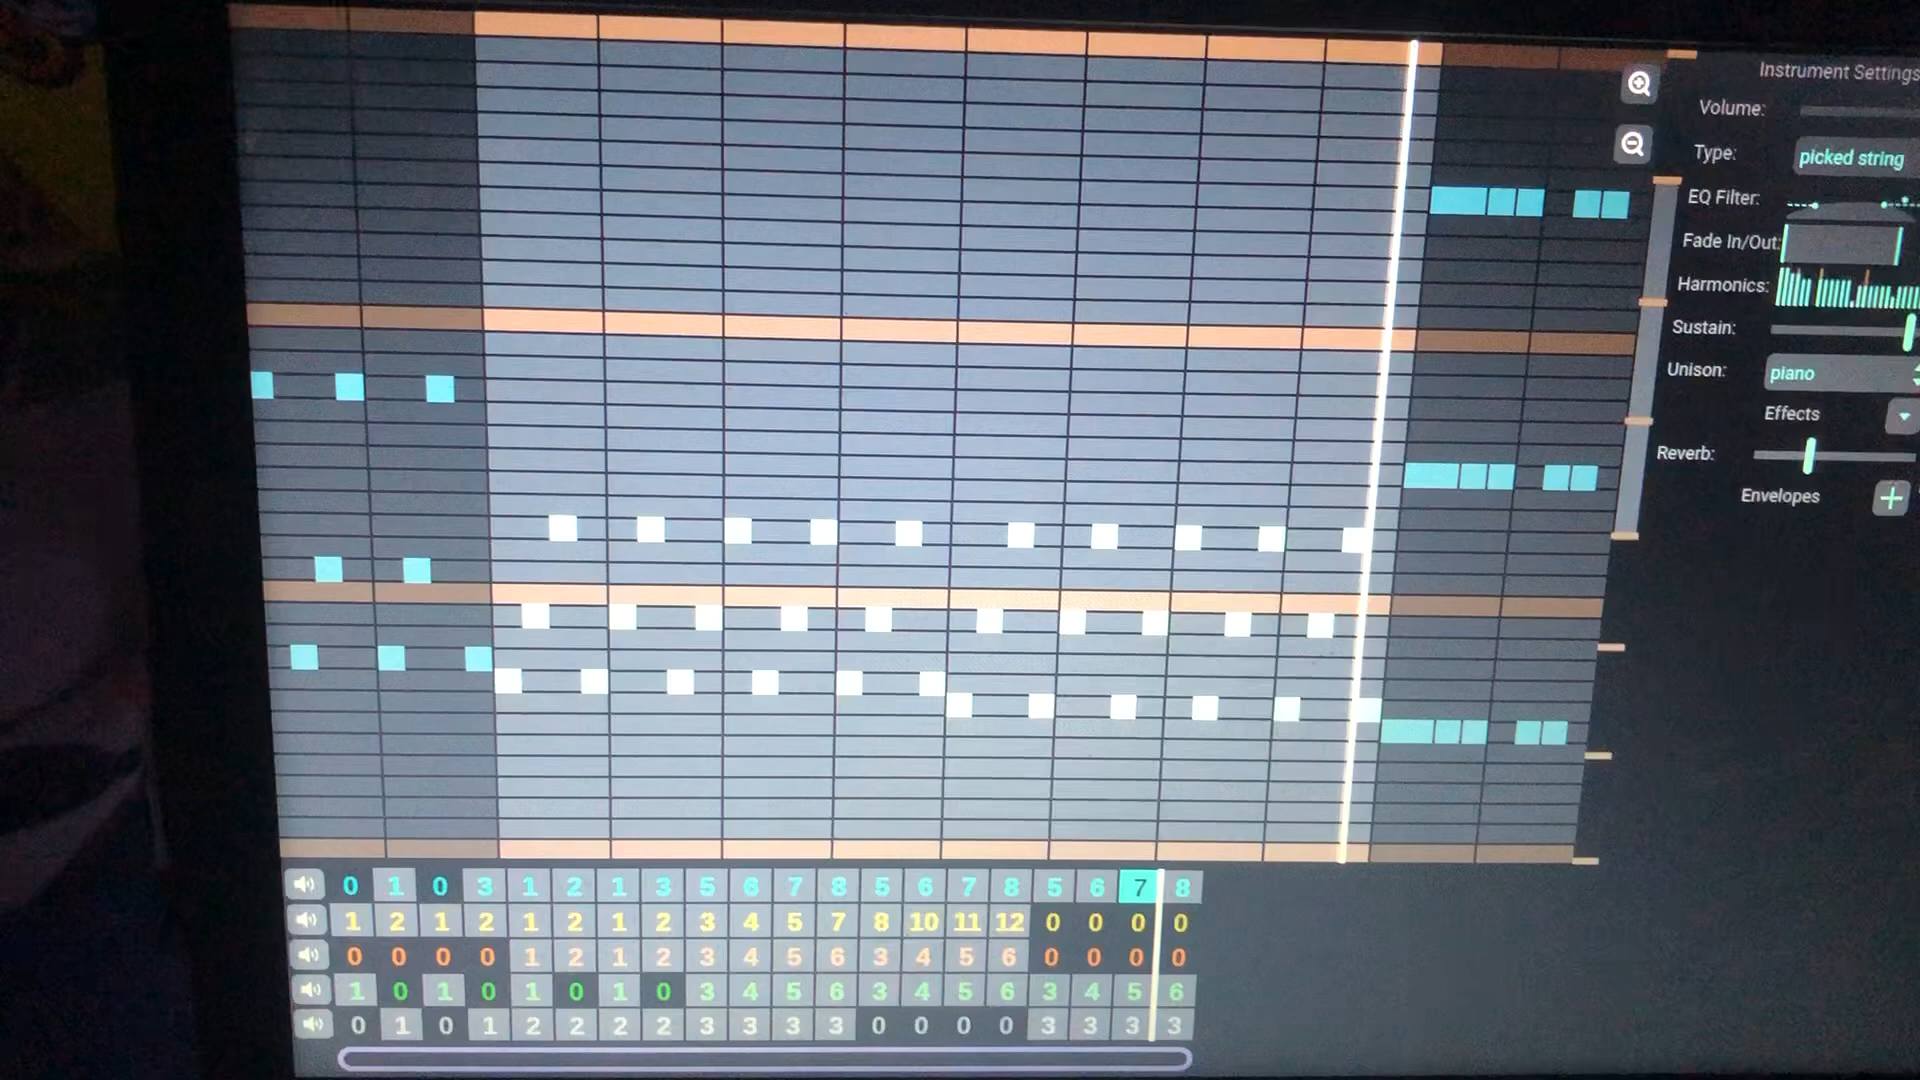 Instrument Settings
Volume:
Type: picked string
EQ Filter:
Fade In/Out:
Harmonics:
Sustain:
Unison: piano
Effects
Reverb:
Envelopes +
0 1 0 3 1 2 1 3 5 6 7 8 5 6 7 8 5 6 7 8
1 2 1 2 1 2 1 2 3 4 5 7 8 10 11 12 0 0 0 0
0 0 0 0 1 2 1 2 3 4 5 6 3 4 5 6 0 0 0 0
1 0 1 0 1 0 1 0 3 4 5 6 3 4 5 6 3 4 5 6
0 1 0 1 2 2 2 2 3 3 3 3 0 0 0 0 3 3 3 3